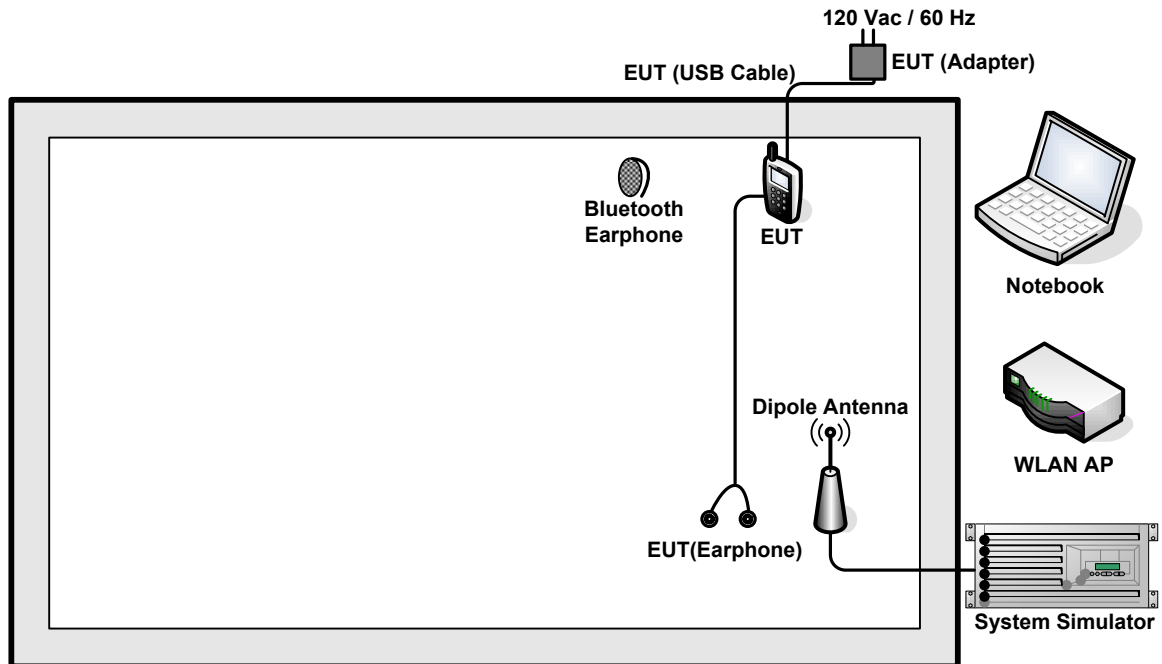 120 Vac / 60 Hz
EUT (Adapter)
EUT (USB Cable)
Bluetooth
Earphone
EUT
Notebook
Dipole Antenna
WLAN AP
EUT(Earphone)
System Simulator